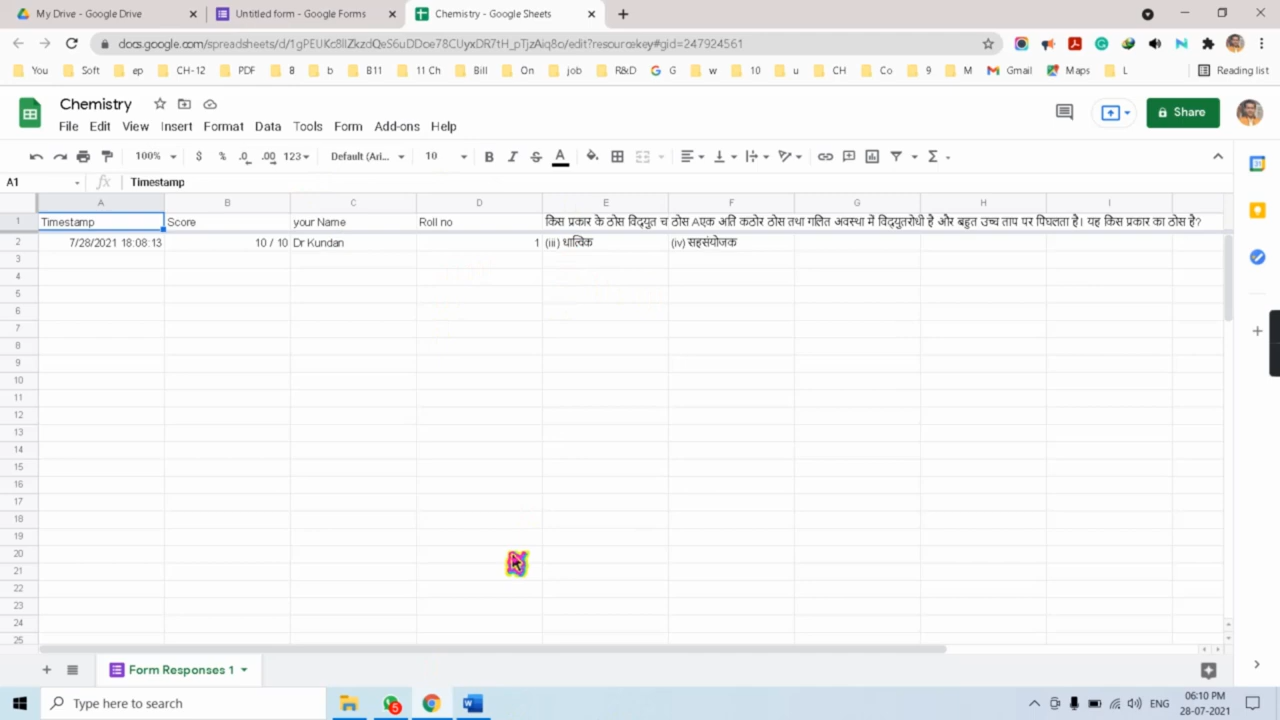 My Drive - Google Drive
Untitled form - Google Forms
Chemistry - Google Sheets
docs.google.com/spreadsheets/d/
edit?resourcekey#gid=247924561
You Soft ep CH-12 PDF 8 b B11 11 Ch Bill On job R&D G G w 10 u CH Co 9 M Gmail Maps L Reading list
Chemistry
Share
File Edit View Insert Format Data Tools Form Add-ons Help
100% $ % .0 .00 123 Default (Ari... 10 B I S A Σ
A1 fx Timestamp
A B C D E F G H I
1 Timestamp Score your Name Roll no किस प्रकार के ठोस विद्युत च ठोस Aएक अति कठोर ठोस तथा गलित अवस्था में विद्युतरोधी है और बहुत उच्च ताप पर पिघलता है। यह किस प्रकार का ठोस है?
2 7/28/2021 18:08:13 10 / 10 Dr Kundan 1 (iii) धात्विक (iv) सहसंयोजक
3
4
5
6
7
8
9
10
11
12
13
14
15
16
17
18
19
20
21
22
23
24
25
Form Responses 1
Type here to search
5
ENG
06:10 PM
28-07-2021